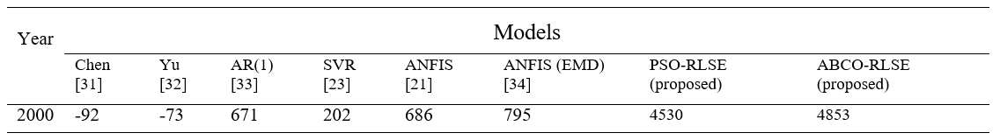 Year Models
Chen Yu AR(1) SVR ANFIS ANFIS (EMD) PSO-RLSE ABCO-RLSE
[31] [32] [33] [23] [21] [34] (proposed) (proposed)
2000 -92 -73 671 202 686 795 4530 4853